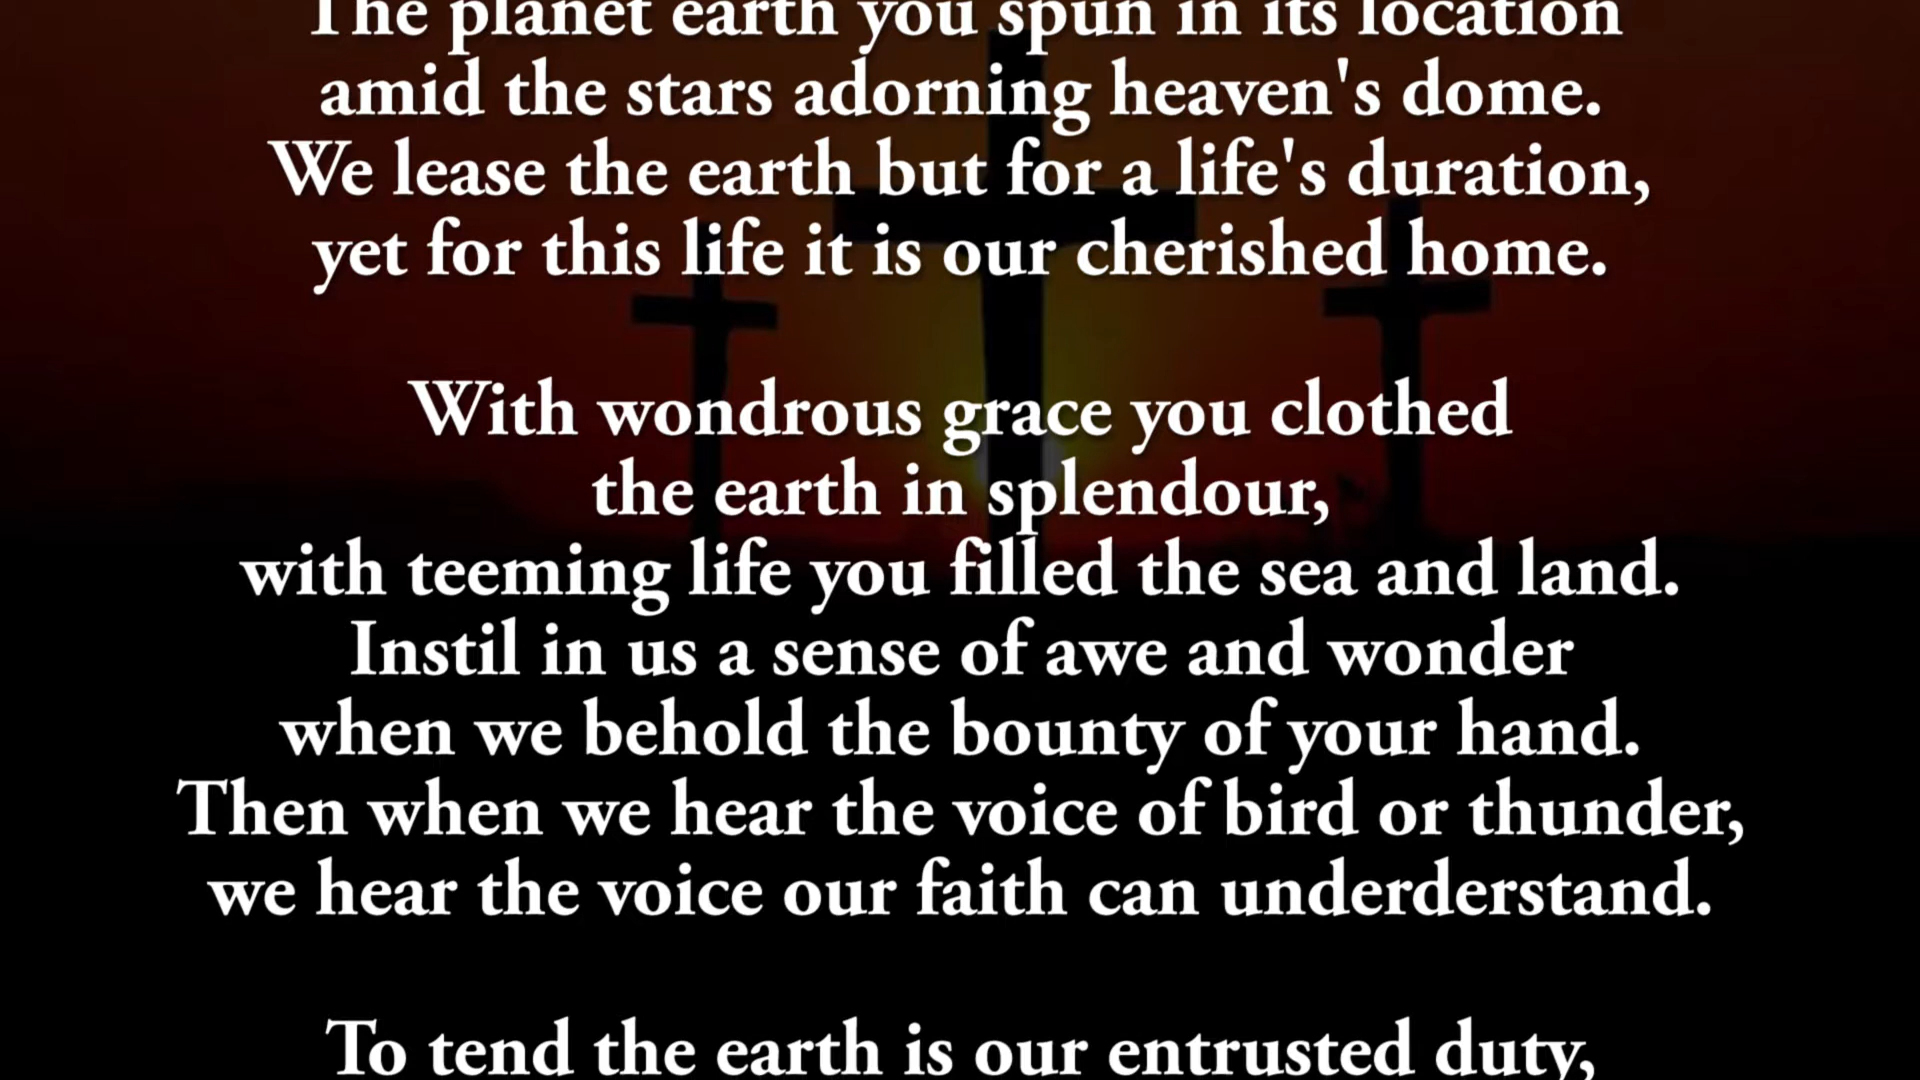 The planet earth you spun in its location
amid the stars adorning heaven's dome.
We lease the earth but for a life's duration,
yet for this life it is our cherished home.
With wondrous grace you clothed
the earth in splendour,
with teeming life you filled the sea and land.
Instil in us a sense of awe and wonder
when we behold the bounty of your hand.
Then when we hear the voice of bird or thunder,
we hear the voice our faith can underderstand.
To tend the earth is our entrusted duty,